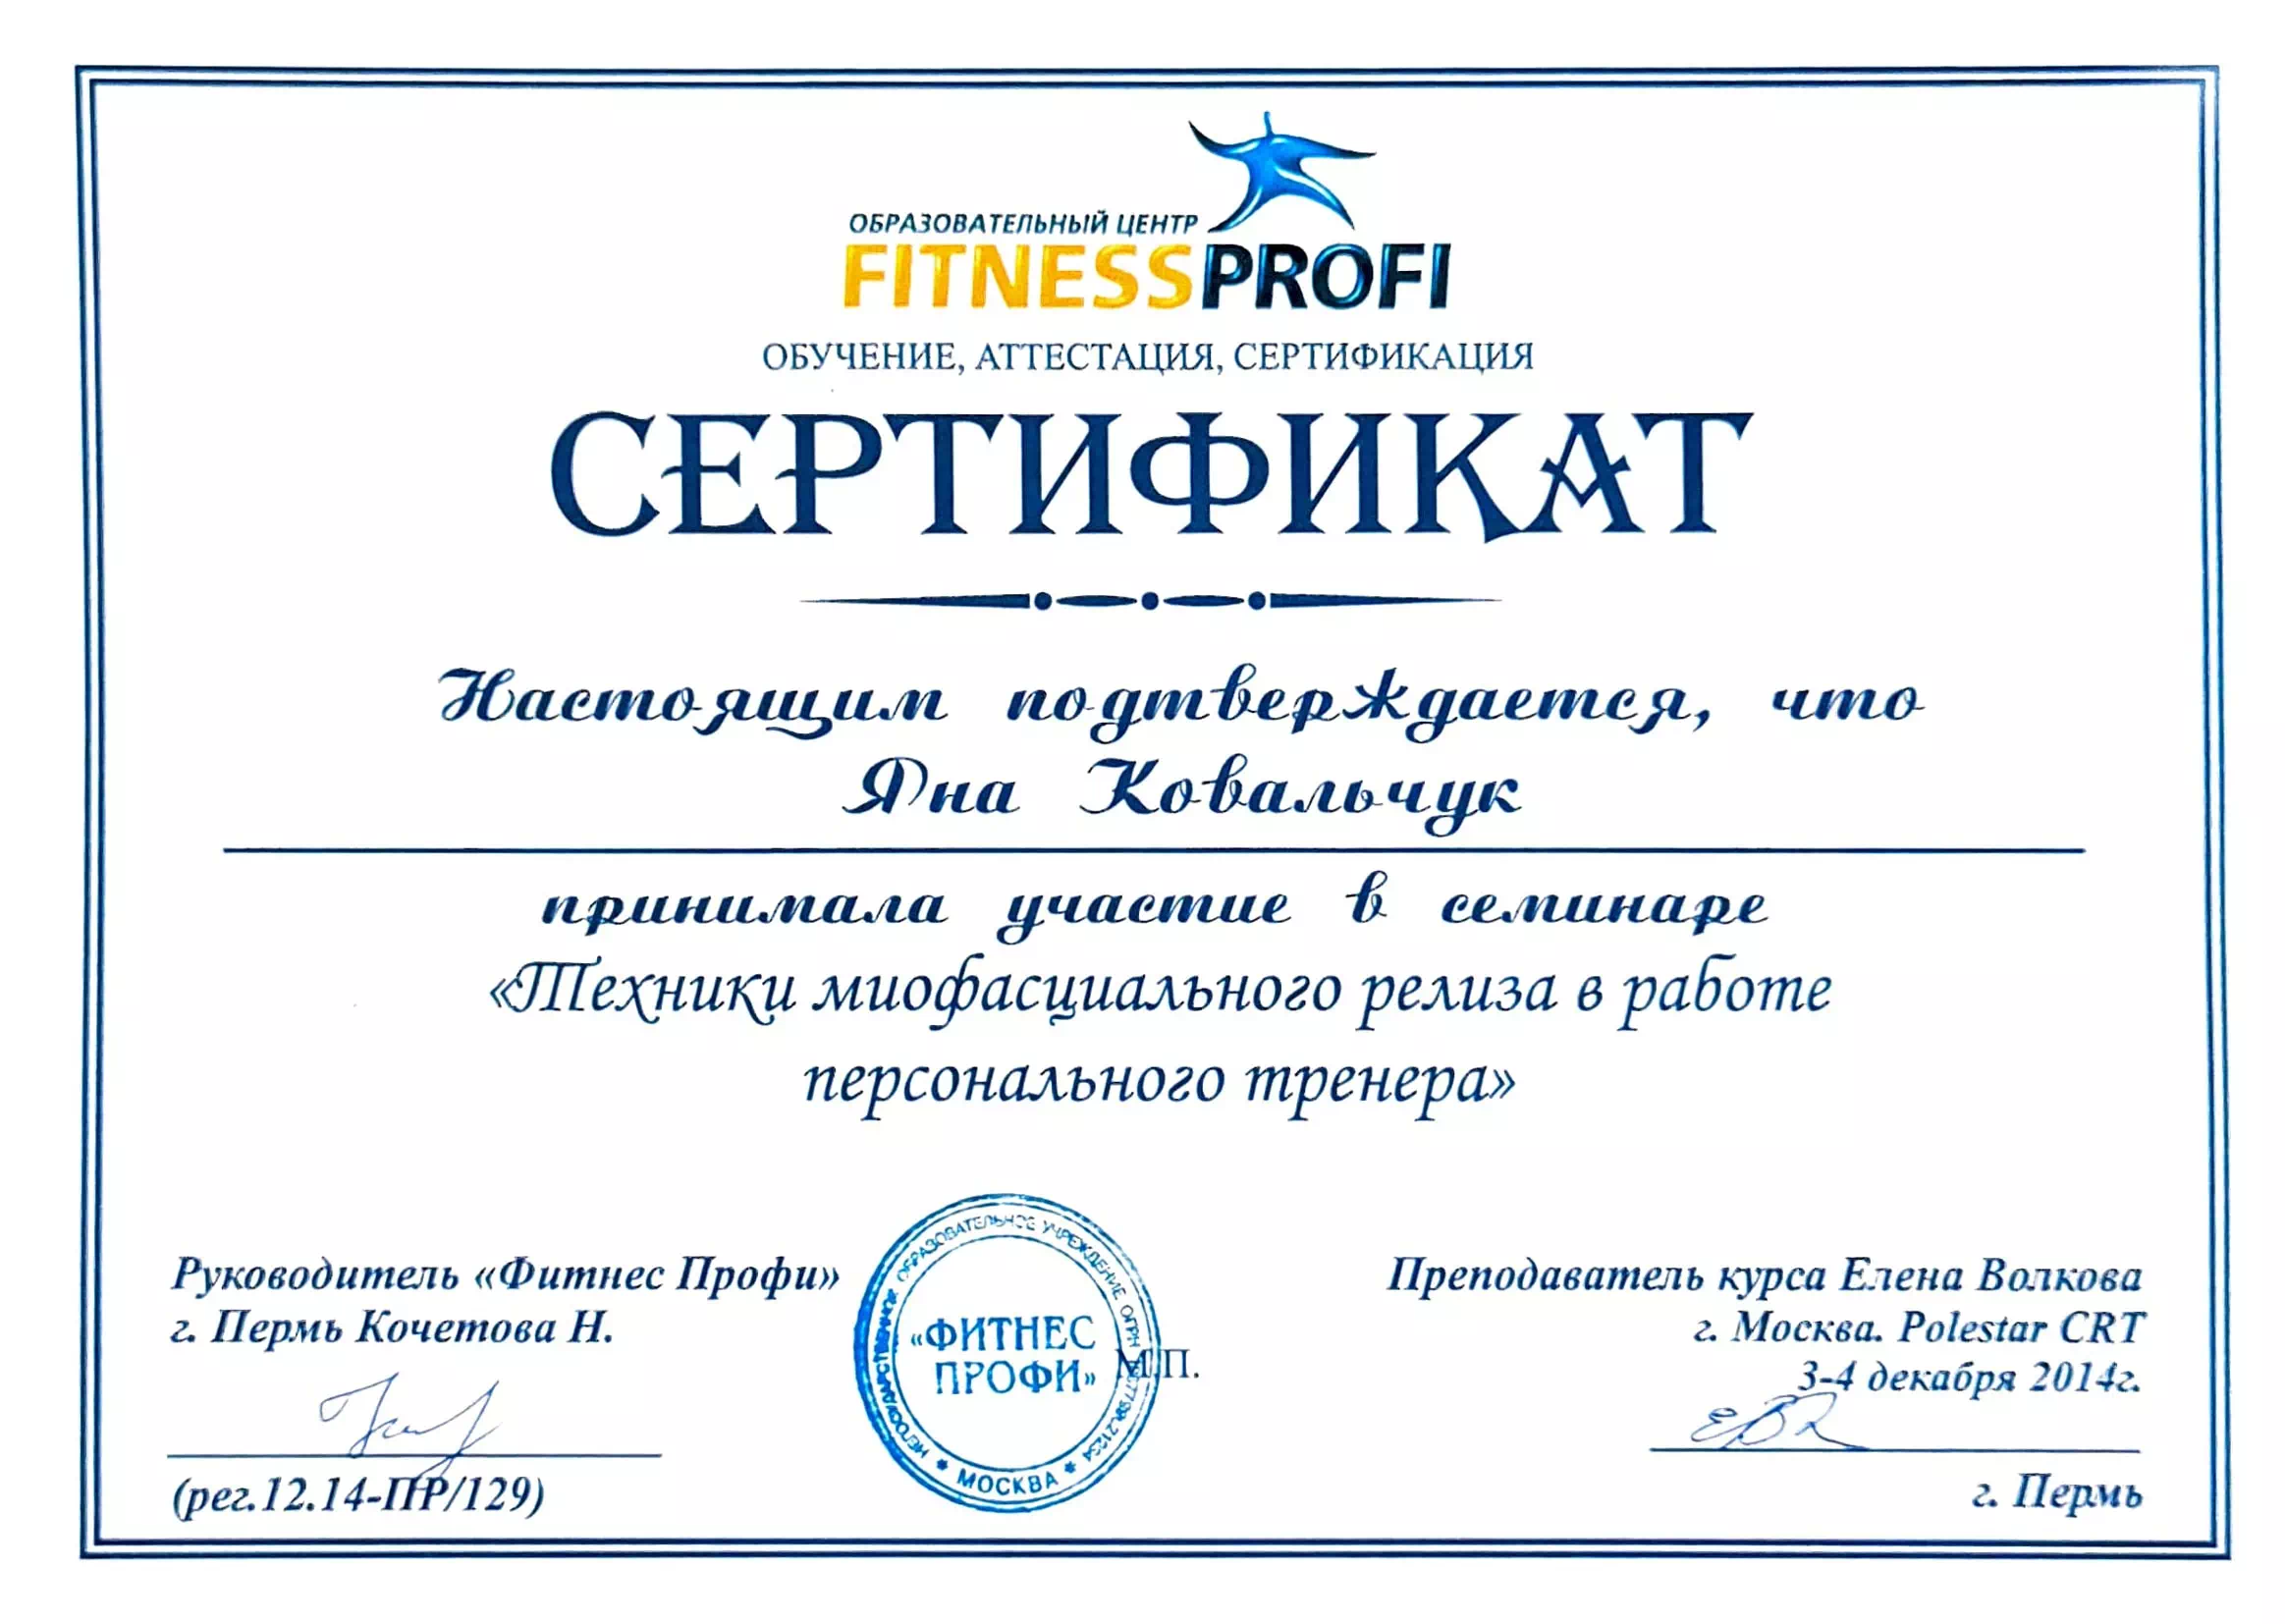 ОБРАЗОВАТЕЛЬНЫЙ ЦЕНТР
FITNESSPROFI
ОБУЧЕНИЕ, АТТЕСТАЦИЯ, СЕРТИФИКАЦИЯ
СЕРТИФИКАТ
Настоящим подтверждается, что
Яна Ковальчук
принимала участие в семинаре
«Техники миофасциального релиза в работе
персонального тренера»
Руководитель «Фитнес Профи»
г. Пермь Кочетова Н.
(рег.12.14-ПР/129)
НЕГОСУДАРСТВЕННОЕ ОБРАЗОВАТЕЛЬНОЕ УЧРЕЖДЕНИЕ ОГРН
«ФИТНЕС
ПРОФИ»
* МОСКВА *
М.П.
Преподаватель курса Елена Волкова
г. Москва. Polestar CRT
3-4 декабря 2014г.
г. Пермь